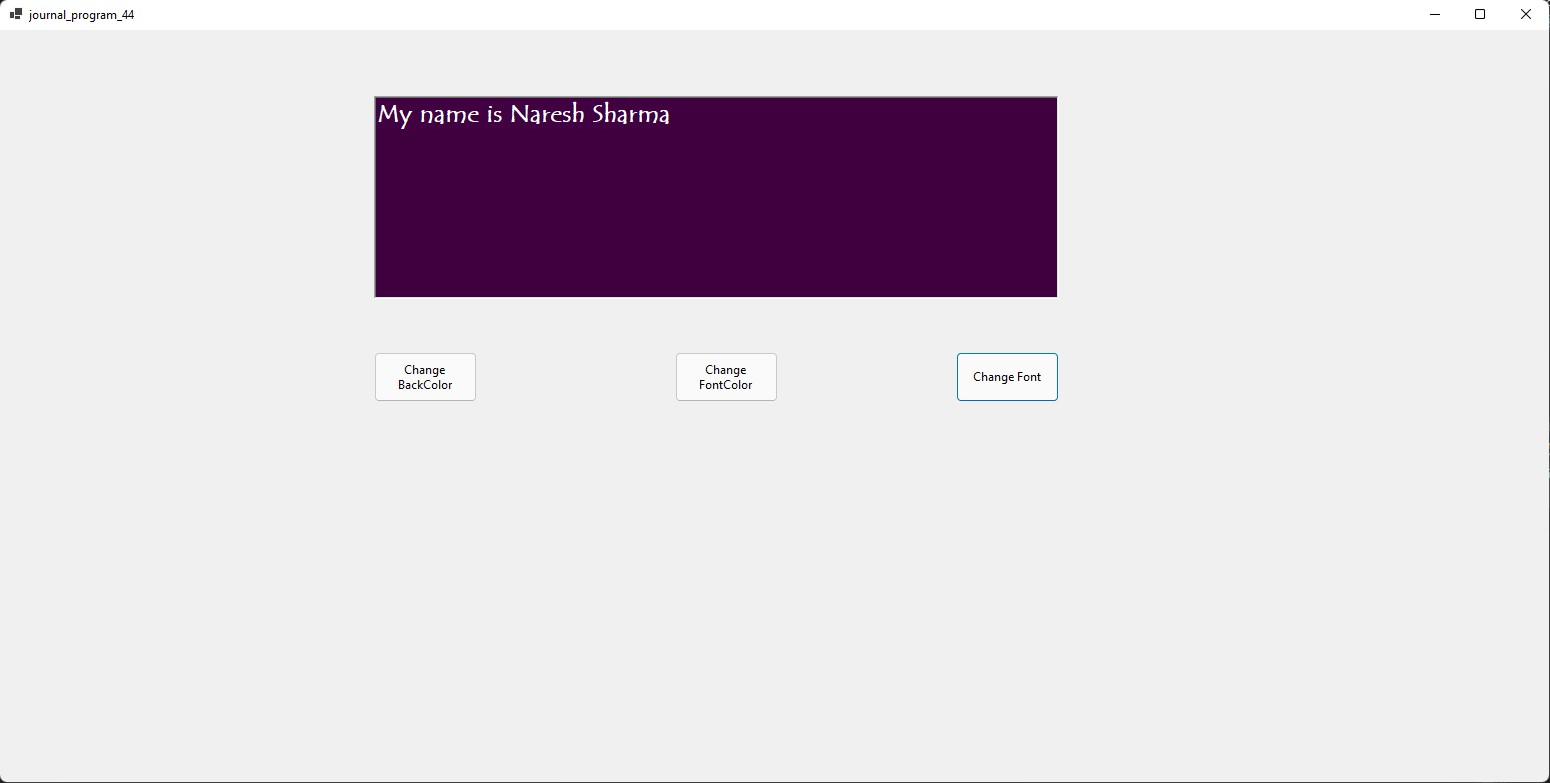 journal_program_44
My name is Naresh Sharma
Change
BackColor
Change
FontColor
Change Font